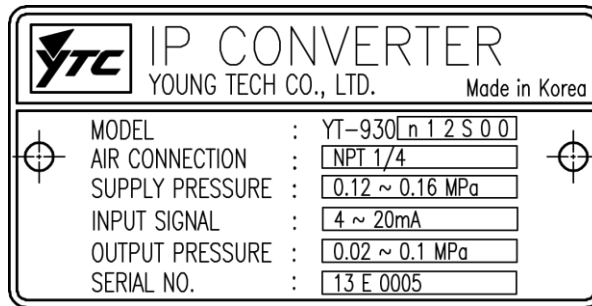 YTC IP CONVERTER
YOUNG TECH CO., LTD. Made in Korea
MODEL : YT-930 n 1 2 S 0 0
AIR CONNECTION : NPT 1/4
SUPPLY PRESSURE : 0.12 ~ 0.16 MPa
INPUT SIGNAL : 4 ~ 20mA
OUTPUT PRESSURE : 0.02 ~ 0.1 MPa
SERIAL NO. : 13 E 0005